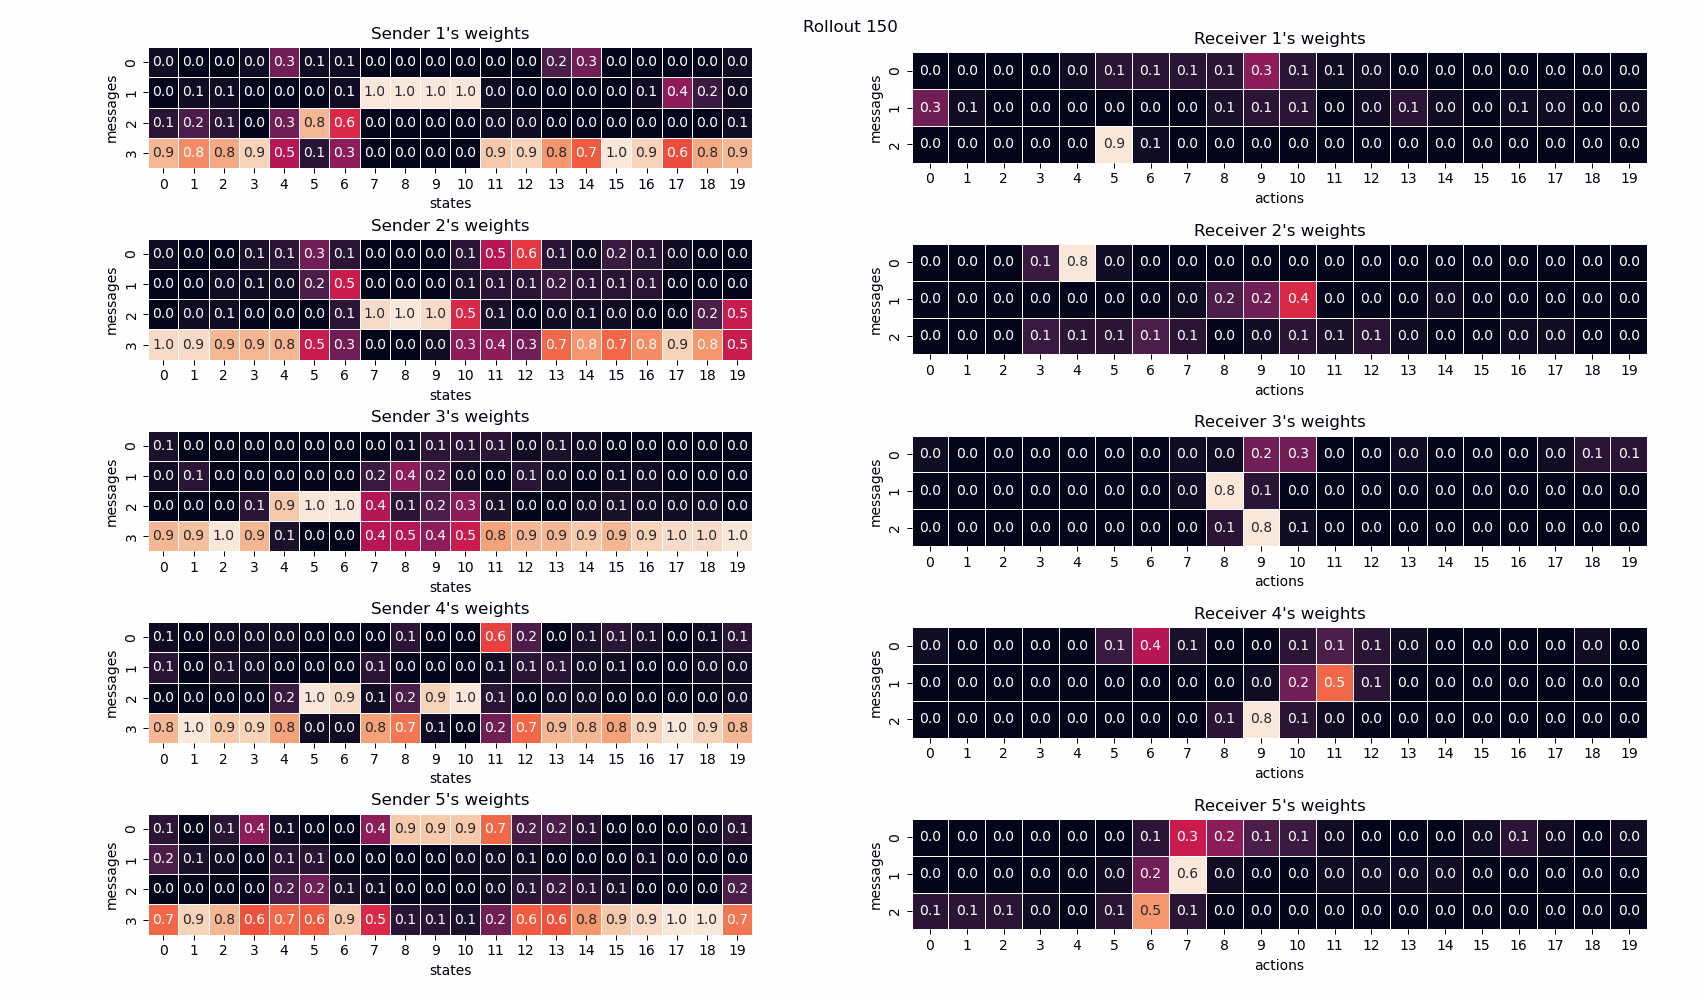 Rollout 150
Sender 1's weights
messages
0 0.0 0.0 0.0 0.0 0.3 0.1 0.1 0.0 0.0 0.0 0.0 0.0 0.0 0.2 0.3 0.0 0.0 0.0 0.0 0.0
1 0.0 0.1 0.1 0.0 0.0 0.0 0.1 1.0 1.0 1.0 1.0 0.0 0.0 0.0 0.0 0.0 0.1 0.4 0.2 0.0
2 0.1 0.2 0.1 0.0 0.3 0.8 0.6 0.0 0.0 0.0 0.0 0.0 0.0 0.0 0.0 0.0 0.0 0.0 0.0 0.1
3 0.9 0.8 0.8 0.9 0.5 0.1 0.3 0.0 0.0 0.0 0.0 0.9 0.9 0.8 0.7 1.0 0.9 0.6 0.8 0.9
0 1 2 3 4 5 6 7 8 9 10 11 12 13 14 15 16 17 18 19
states
Sender 2's weights
messages
0 0.0 0.0 0.0 0.1 0.1 0.3 0.1 0.0 0.0 0.0 0.1 0.5 0.6 0.1 0.0 0.2 0.1 0.0 0.0 0.0
1 0.0 0.0 0.0 0.1 0.0 0.2 0.5 0.0 0.0 0.0 0.1 0.1 0.1 0.2 0.1 0.1 0.1 0.0 0.0 0.0
2 0.0 0.0 0.1 0.0 0.0 0.0 0.1 1.0 1.0 1.0 0.5 0.1 0.0 0.0 0.1 0.0 0.0 0.0 0.2 0.5
3 1.0 0.9 0.9 0.9 0.8 0.5 0.3 0.0 0.0 0.0 0.3 0.4 0.3 0.7 0.8 0.7 0.8 0.9 0.8 0.5
0 1 2 3 4 5 6 7 8 9 10 11 12 13 14 15 16 17 18 19
states
Sender 3's weights
messages
0 0.1 0.0 0.0 0.0 0.0 0.0 0.0 0.0 0.1 0.1 0.1 0.1 0.0 0.1 0.0 0.0 0.0 0.0 0.0 0.0
1 0.0 0.1 0.0 0.0 0.0 0.0 0.0 0.2 0.4 0.2 0.0 0.0 0.1 0.0 0.0 0.1 0.0 0.0 0.0 0.0
2 0.0 0.0 0.0 0.1 0.9 1.0 1.0 0.4 0.1 0.2 0.3 0.1 0.0 0.0 0.0 0.1 0.0 0.0 0.0 0.0
3 0.9 0.9 1.0 0.9 0.1 0.0 0.0 0.4 0.5 0.4 0.5 0.8 0.9 0.9 0.9 0.9 0.9 1.0 1.0 1.0
0 1 2 3 4 5 6 7 8 9 10 11 12 13 14 15 16 17 18 19
states
Sender 4's weights
messages
0 0.1 0.0 0.0 0.0 0.0 0.0 0.0 0.0 0.1 0.0 0.0 0.6 0.2 0.0 0.1 0.1 0.1 0.0 0.1 0.1
1 0.1 0.0 0.1 0.0 0.0 0.0 0.0 0.1 0.0 0.0 0.0 0.1 0.1 0.1 0.0 0.1 0.0 0.0 0.0 0.0
2 0.0 0.0 0.0 0.0 0.2 1.0 0.9 0.1 0.2 0.9 1.0 0.1 0.0 0.0 0.0 0.0 0.0 0.0 0.0 0.0
3 0.8 1.0 0.9 0.9 0.8 0.0 0.0 0.8 0.7 0.1 0.0 0.2 0.7 0.9 0.8 0.8 0.9 1.0 0.9 0.8
0 1 2 3 4 5 6 7 8 9 10 11 12 13 14 15 16 17 18 19
states
Sender 5's weights
messages
0 0.1 0.0 0.1 0.4 0.1 0.0 0.0 0.4 0.9 0.9 0.9 0.7 0.2 0.2 0.1 0.0 0.0 0.0 0.0 0.1
1 0.2 0.1 0.0 0.0 0.1 0.1 0.0 0.0 0.0 0.0 0.0 0.0 0.1 0.0 0.0 0.0 0.1 0.0 0.0 0.0
2 0.0 0.0 0.0 0.0 0.2 0.2 0.1 0.1 0.0 0.0 0.0 0.0 0.1 0.2 0.1 0.1 0.0 0.0 0.0 0.2
3 0.7 0.9 0.8 0.6 0.7 0.6 0.9 0.5 0.1 0.1 0.1 0.2 0.6 0.6 0.8 0.9 0.9 1.0 1.0 0.7
0 1 2 3 4 5 6 7 8 9 10 11 12 13 14 15 16 17 18 19
states
Receiver 1's weights
messages
0 0.0 0.0 0.0 0.0 0.0 0.1 0.1 0.1 0.1 0.3 0.1 0.1 0.0 0.0 0.0 0.0 0.0 0.0 0.0 0.0
1 0.3 0.1 0.0 0.0 0.0 0.0 0.0 0.0 0.1 0.1 0.1 0.0 0.0 0.1 0.0 0.0 0.1 0.0 0.0 0.0
2 0.0 0.0 0.0 0.0 0.0 0.9 0.1 0.0 0.0 0.0 0.0 0.0 0.0 0.0 0.0 0.0 0.0 0.0 0.0 0.0
0 1 2 3 4 5 6 7 8 9 10 11 12 13 14 15 16 17 18 19
actions
Receiver 2's weights
messages
0 0.0 0.0 0.0 0.1 0.8 0.0 0.0 0.0 0.0 0.0 0.0 0.0 0.0 0.0 0.0 0.0 0.0 0.0 0.0 0.0
1 0.0 0.0 0.0 0.0 0.0 0.0 0.0 0.0 0.2 0.2 0.4 0.0 0.0 0.0 0.0 0.0 0.0 0.0 0.0 0.0
2 0.0 0.0 0.0 0.1 0.1 0.1 0.1 0.1 0.0 0.0 0.1 0.1 0.1 0.0 0.0 0.0 0.0 0.0 0.0 0.0
0 1 2 3 4 5 6 7 8 9 10 11 12 13 14 15 16 17 18 19
actions
Receiver 3's weights
messages
0 0.0 0.0 0.0 0.0 0.0 0.0 0.0 0.0 0.0 0.2 0.3 0.0 0.0 0.0 0.0 0.0 0.0 0.0 0.1 0.1
1 0.0 0.0 0.0 0.0 0.0 0.0 0.0 0.0 0.8 0.1 0.0 0.0 0.0 0.0 0.0 0.0 0.0 0.0 0.0 0.0
2 0.0 0.0 0.0 0.0 0.0 0.0 0.0 0.0 0.1 0.8 0.1 0.0 0.0 0.0 0.0 0.0 0.0 0.0 0.0 0.0
0 1 2 3 4 5 6 7 8 9 10 11 12 13 14 15 16 17 18 19
actions
Receiver 4's weights
messages
0 0.0 0.0 0.0 0.0 0.0 0.1 0.4 0.1 0.0 0.0 0.1 0.1 0.1 0.0 0.0 0.0 0.0 0.0 0.0 0.0
1 0.0 0.0 0.0 0.0 0.0 0.0 0.0 0.0 0.0 0.0 0.2 0.5 0.1 0.0 0.0 0.0 0.0 0.0 0.0 0.0
2 0.0 0.0 0.0 0.0 0.0 0.0 0.0 0.0 0.1 0.8 0.1 0.0 0.0 0.0 0.0 0.0 0.0 0.0 0.0 0.0
0 1 2 3 4 5 6 7 8 9 10 11 12 13 14 15 16 17 18 19
actions
Receiver 5's weights
messages
0 0.0 0.0 0.0 0.0 0.0 0.0 0.1 0.3 0.2 0.1 0.1 0.0 0.0 0.0 0.0 0.0 0.1 0.0 0.0 0.0
1 0.0 0.0 0.0 0.0 0.0 0.0 0.2 0.6 0.0 0.0 0.0 0.0 0.0 0.0 0.0 0.0 0.0 0.0 0.0 0.0
2 0.1 0.1 0.1 0.0 0.0 0.1 0.5 0.1 0.0 0.0 0.0 0.0 0.0 0.0 0.0 0.0 0.0 0.0 0.0 0.0
0 1 2 3 4 5 6 7 8 9 10 11 12 13 14 15 16 17 18 19
actions